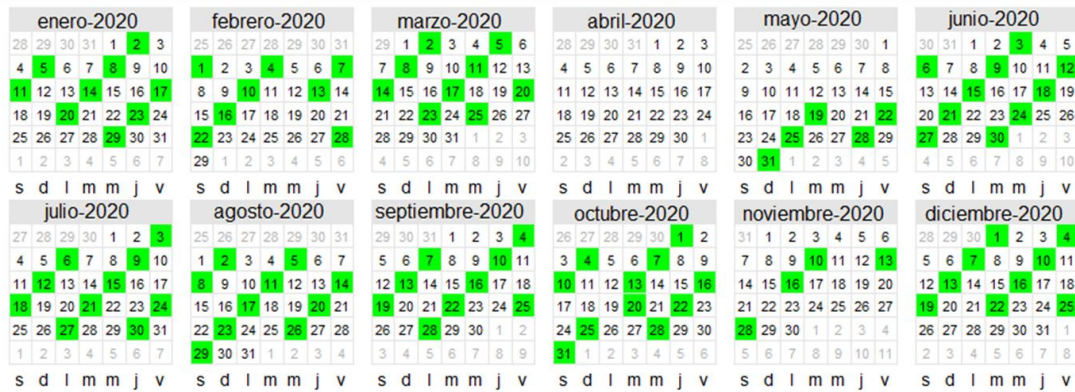 enero-2020 febrero-2020 marzo-2020 abril-2020 mayo-2020 junio-2020
28 29 30 31 1 2 3 25 26 27 28 29 30 31 29 1 2 3 4 5 6 28 29 30 31 1 2 3 25 26 27 28 29 30 1 30 31 1 2 3 4 5
4 5 6 7 8 9 10 1 2 3 4 5 6 7 7 8 9 10 11 12 13 4 5 6 7 8 9 10 2 3 4 5 6 7 8 6 7 8 9 10 11 12
11 12 13 14 15 16 17 8 9 10 11 12 13 14 14 15 16 17 18 19 20 11 12 13 14 15 16 17 9 10 11 12 13 14 15 13 14 15 16 17 18 19
18 19 20 21 22 23 24 15 16 17 18 19 20 21 21 22 23 24 25 26 27 18 19 20 21 22 23 24 16 17 18 19 20 21 22 20 21 22 23 24 25 26
25 26 27 28 29 30 31 22 23 24 25 26 27 28 28 29 30 31 1 2 3 25 26 27 28 29 30 1 23 24 25 26 27 28 29 27 28 29 30 1 2 3
1 2 3 4 5 6 7 29 1 2 3 4 5 6 4 5 6 7 8 9 10 2 3 4 5 6 7 8 30 31 1 2 3 4 5 4 5 6 7 8 9 10
s d l m m j v s d l m m j v s d l m m j v s d l m m j v s d l m m j v s d l m m j v
julio-2020 agosto-2020 septiembre-2020 octubre-2020 noviembre-2020 diciembre-2020
27 28 29 30 1 2 3 25 26 27 28 29 30 31 29 30 31 1 2 3 4 26 27 28 29 30 1 2 31 1 2 3 4 5 6 28 29 30 1 2 3 4
4 5 6 7 8 9 10 1 2 3 4 5 6 7 5 6 7 8 9 10 11 3 4 5 6 7 8 9 7 8 9 10 11 12 13 5 6 7 8 9 10 11
11 12 13 14 15 16 17 8 9 10 11 12 13 14 12 13 14 15 16 17 18 10 11 12 13 14 15 16 14 15 16 17 18 19 20 12 13 14 15 16 17 18
18 19 20 21 22 23 24 15 16 17 18 19 20 21 19 20 21 22 23 24 25 17 18 19 20 21 22 23 21 22 23 24 25 26 27 19 20 21 22 23 24 25
25 26 27 28 29 30 31 22 23 24 25 26 27 28 26 27 28 29 30 1 2 24 25 26 27 28 29 30 28 29 30 1 2 3 4 26 27 28 29 30 31 1
1 2 3 4 5 6 7 29 30 31 1 2 3 4 3 4 5 6 7 8 9 31 1 2 3 4 5 6 5 6 7 8 9 10 11 2 3 4 5 6 7 8
s d l m m j v s d l m m j v s d l m m j v s d l m m j v s d l m m j v s d l m m j v